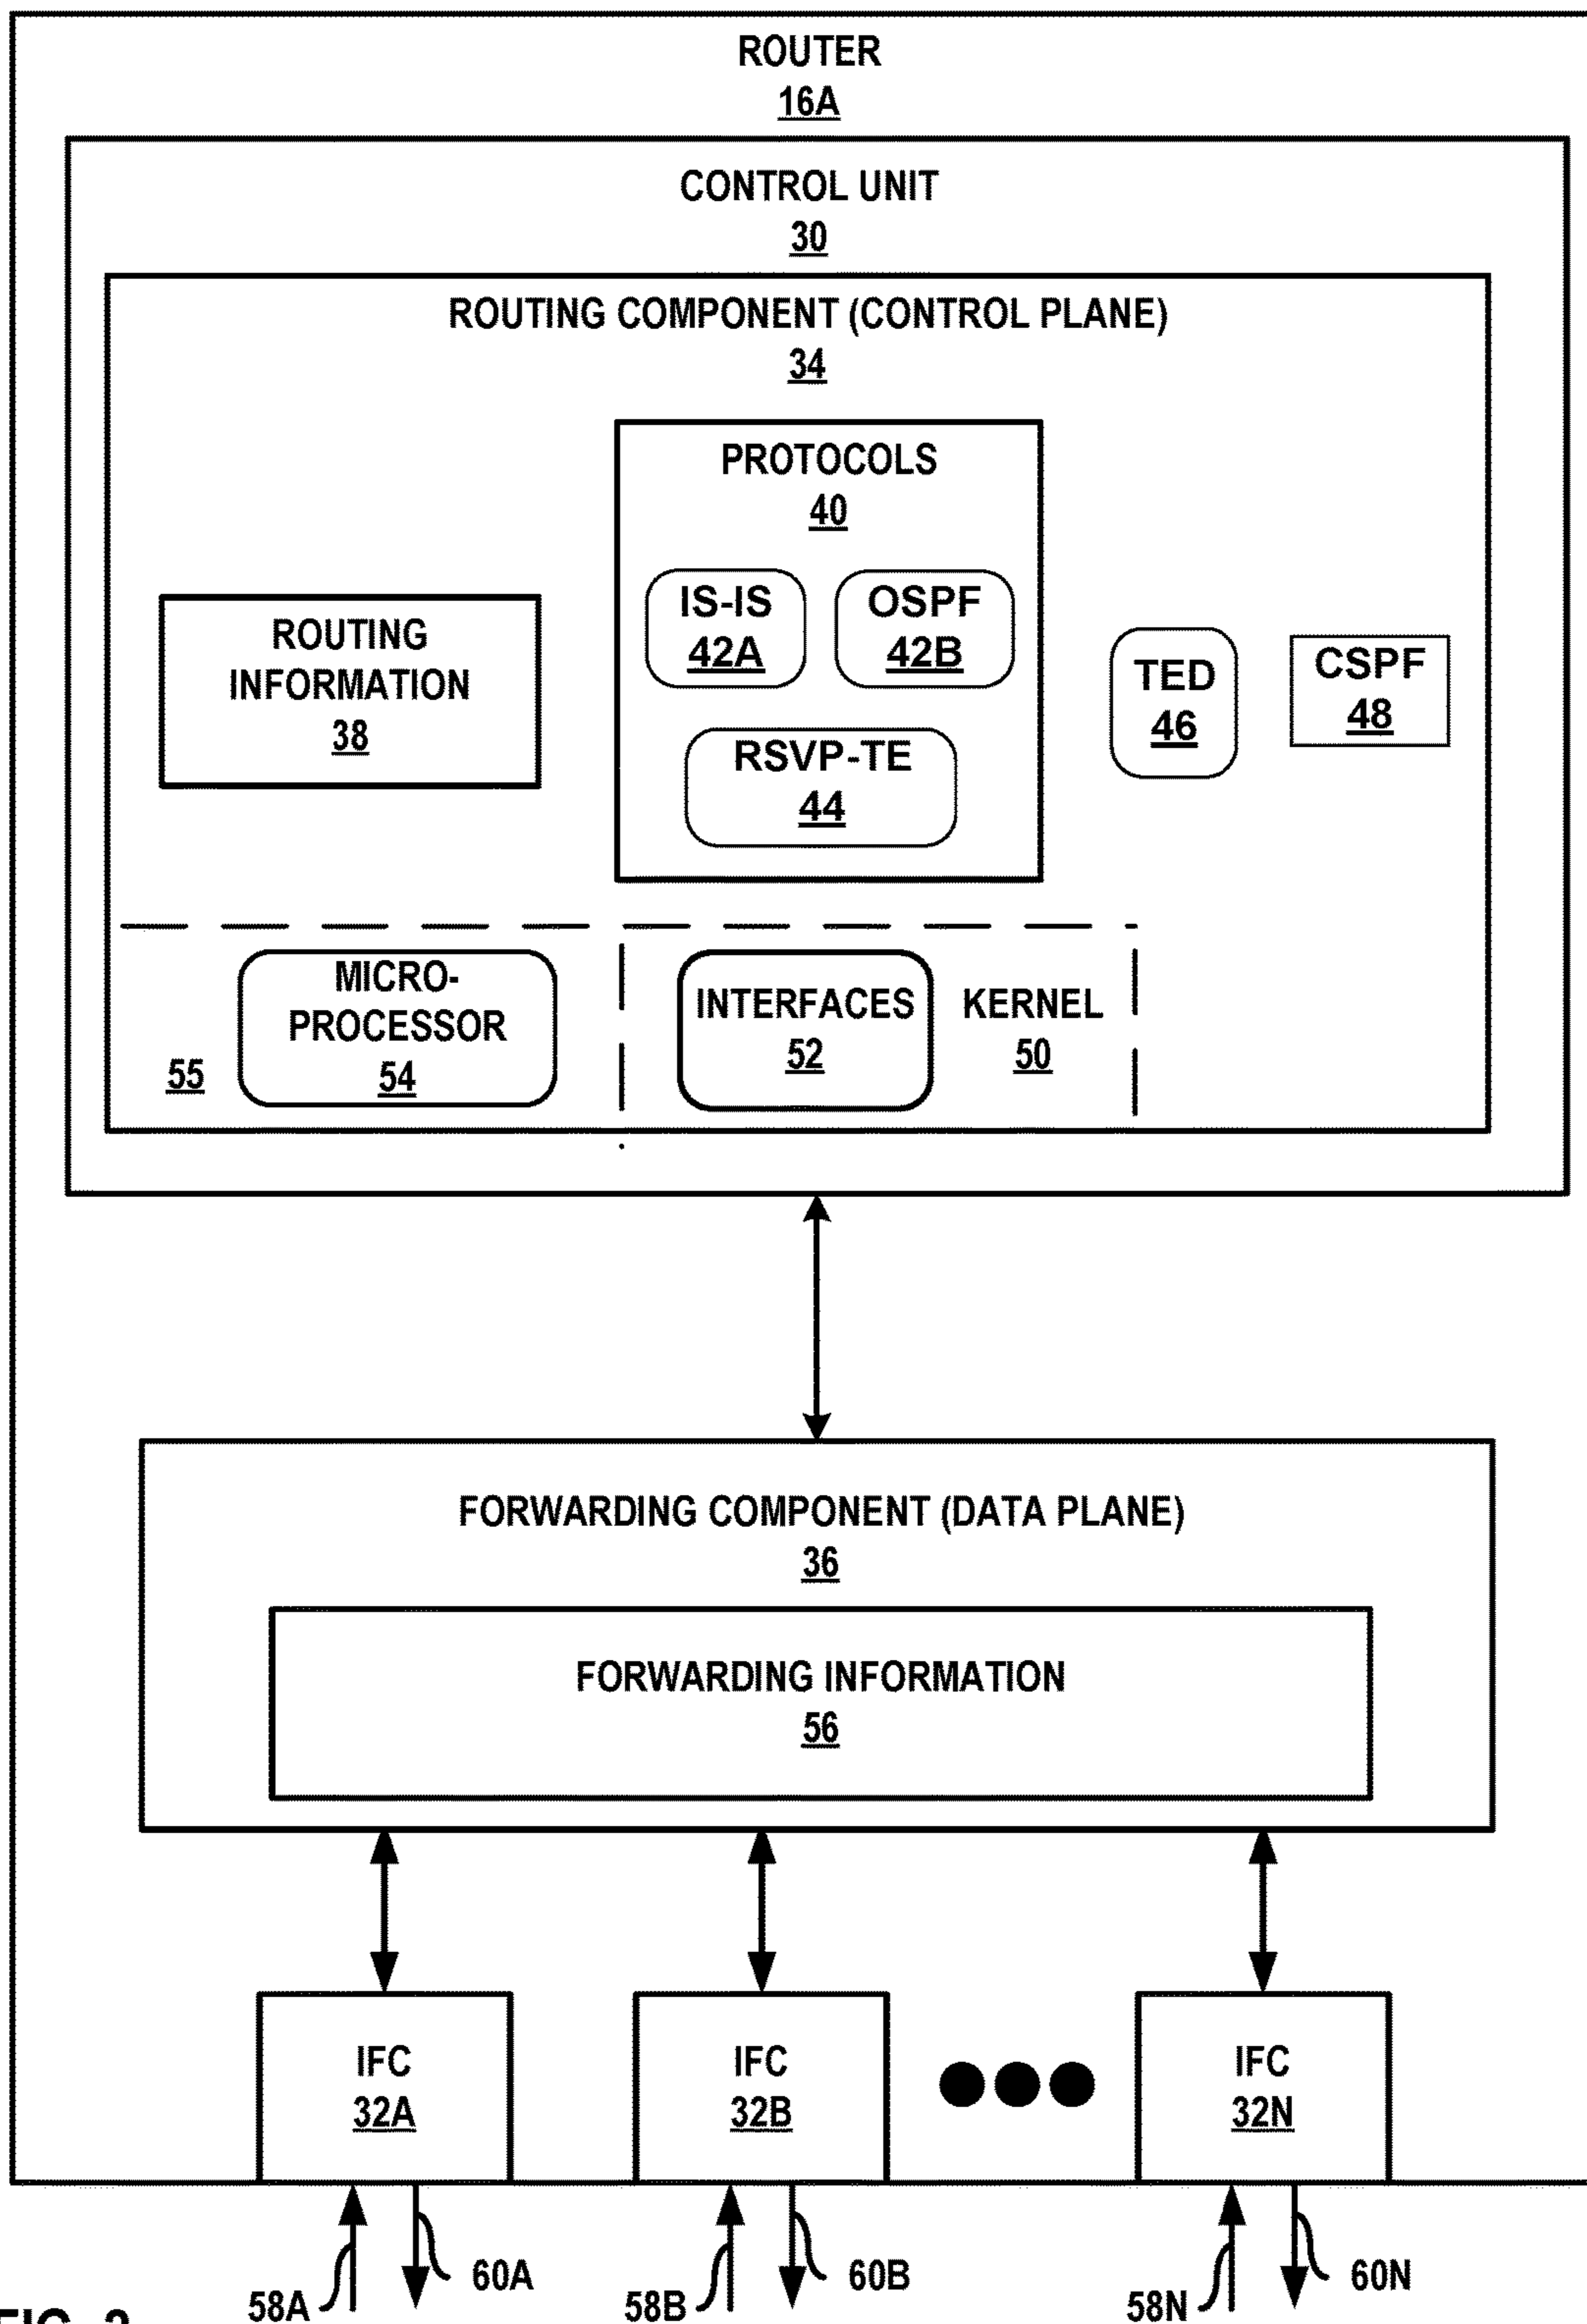 ROUTER
16A
CONTROL UNIT
30
ROUTING COMPONENT (CONTROL PLANE)
34
PROTOCOLS
40
IS-IS
42A
OSPF
42B
RSVP-TE
44
ROUTING
INFORMATION
38
TED
46
CSPF
48
MICRO-
PROCESSOR
54
55
INTERFACES
52
KERNEL
50
FORWARDING COMPONENT (DATA PLANE)
36
FORWARDING INFORMATION
56
IFC
32A
IFC
32B
IFC
32N
58A
60A
58B
60B
58N
60N